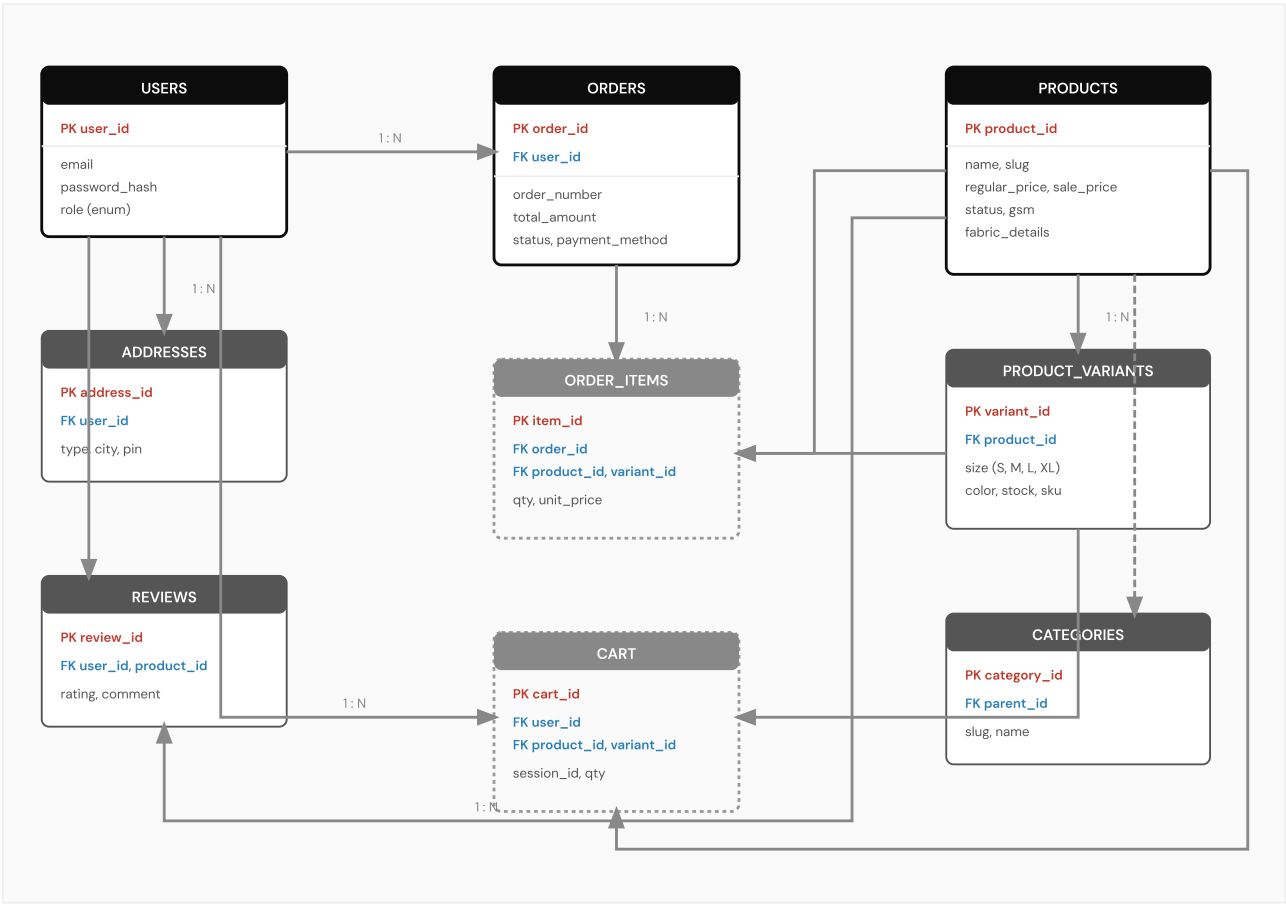 USERS
PK user_id
email
password_hash
role (enum)
1 : N
ORDERS
PK order_id
FK user_id
order_number
total_amount
status, payment_method
PRODUCTS
PK product_id
name, slug
regular_price, sale_price
status, gsm
fabric_details
1 : N
1 : N
1 : N
ADDRESSES
PK address_id
FK user_id
type, city, pin
ORDER_ITEMS
PK item_id
FK order_id
FK product_id, variant_id
qty, unit_price
PRODUCT_VARIANTS
PK variant_id
FK product_id
size (S, M, L, XL)
color, stock, sku
REVIEWS
PK review_id
FK user_id, product_id
rating, comment
1 : N
CART
PK cart_id
FK user_id
FK product_id, variant_id
session_id, qty
1 : N
CATEGORIES
PK category_id
FK parent_id
slug, name